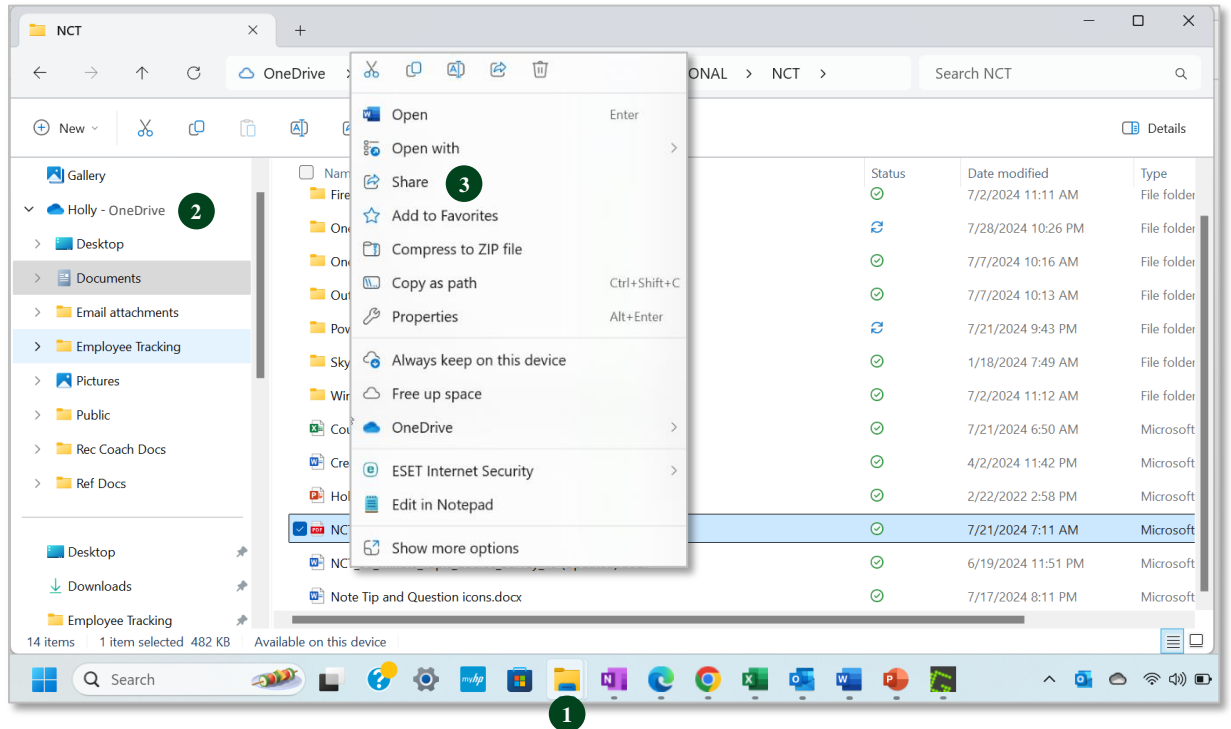 NCT
OneDrive > ONAL > NCT > Search NCT
New Details
Gallery
Holly - OneDrive 2
Desktop
Documents
Email attachments
Employee Tracking
Pictures
Public
Rec Coach Docs
Ref Docs
Desktop
Downloads
Employee Tracking
Open Enter
Open with
Share 3
Add to Favorites
Compress to ZIP file
Copy as path Ctrl+Shift+C
Properties Alt+Enter
Always keep on this device
Free up space
OneDrive
ESET Internet Security
Edit in Notepad
Show more options
Status Date modified Type
7/2/2024 11:11 AM File folder
7/28/2024 10:26 PM File folder
7/7/2024 10:16 AM File folder
7/7/2024 10:13 AM File folder
7/21/2024 9:43 PM File folder
1/18/2024 7:49 AM File folder
7/2/2024 11:12 AM File folder
7/21/2024 6:50 AM Microsoft
4/2/2024 11:42 PM Microsoft
2/22/2022 2:58 PM Microsoft
7/21/2024 7:11 AM Microsoft
6/19/2024 11:51 PM Microsoft
Note Tip and Question icons.docx 7/17/2024 8:11 PM Microsoft
14 items 1 item selected 482 KB Available on this device
Search
myhp
1